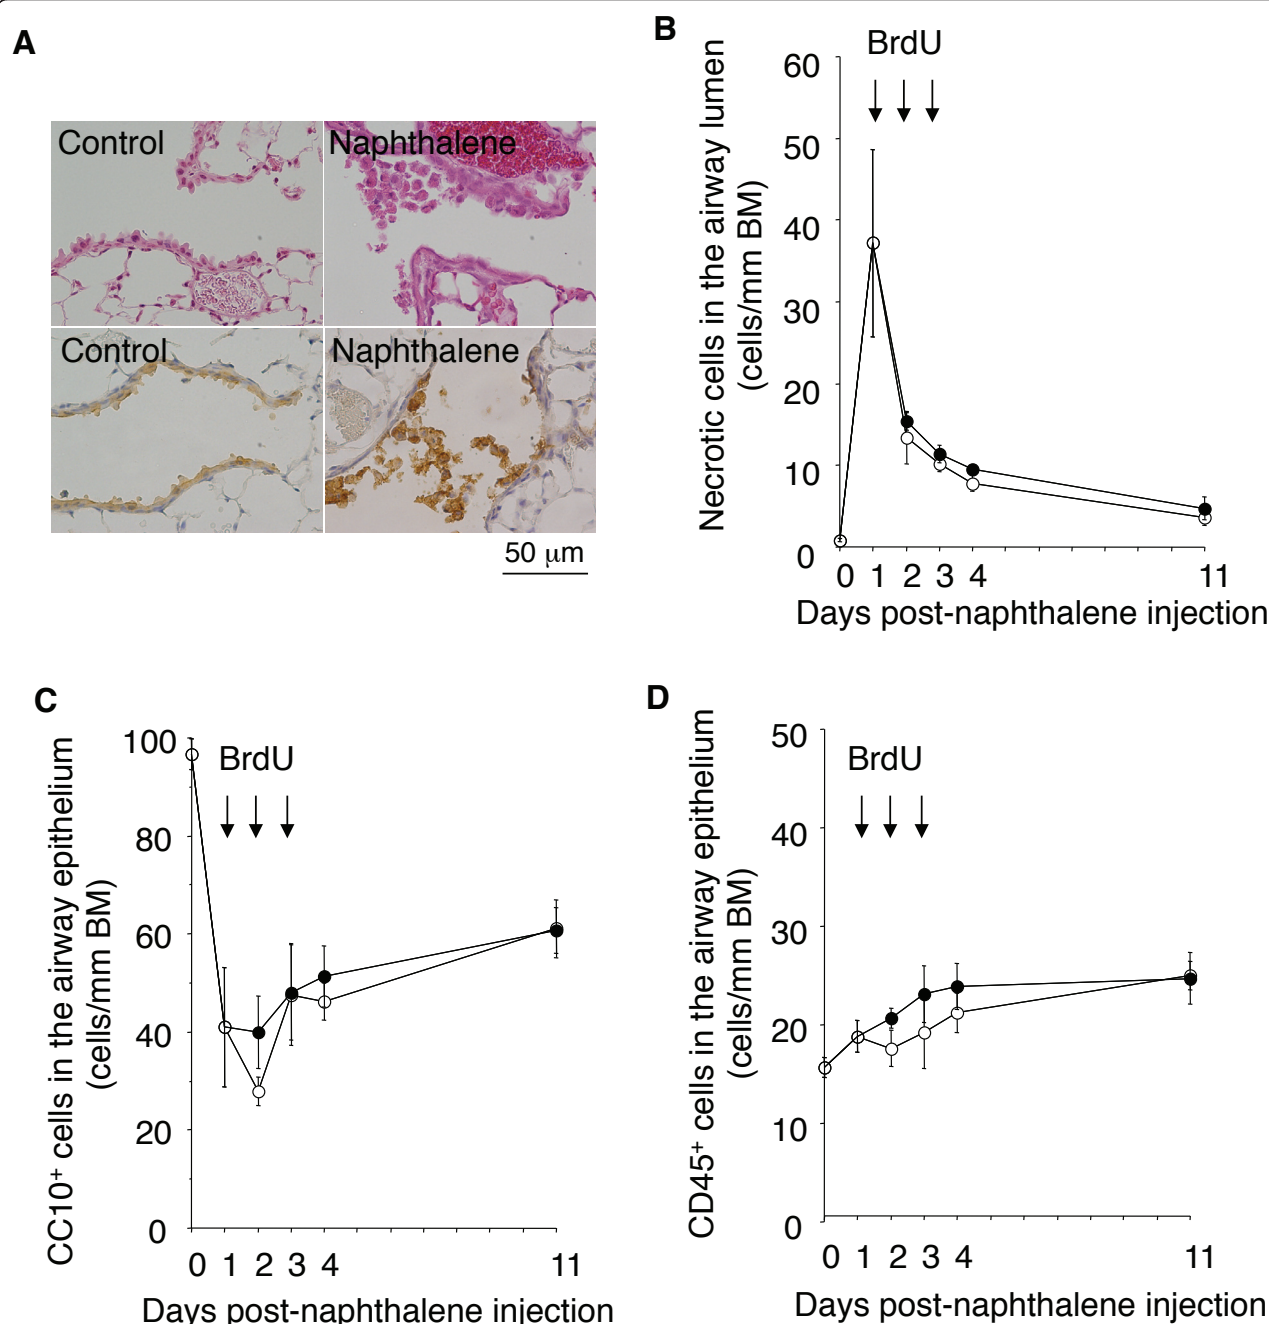 A
Control
Naphthalene
Control
Naphthalene
50 μm
B
BrdU
Necrotic cells in the airway lumen
(cells/mm BM)
60
50
40
30
20
10
0
0 1 2 3 4 11
Days post-naphthalene injection
C
BrdU
CC10⁺ cells in the airway epithelium
(cells/mm BM)
100
80
60
40
20
0
0 1 2 3 4 11
Days post-naphthalene injection
D
BrdU
CD45⁺ cells in the airway epithelium
(cells/mm BM)
50
40
30
20
10
0
0 1 2 3 4 11
Days post-naphthalene injection